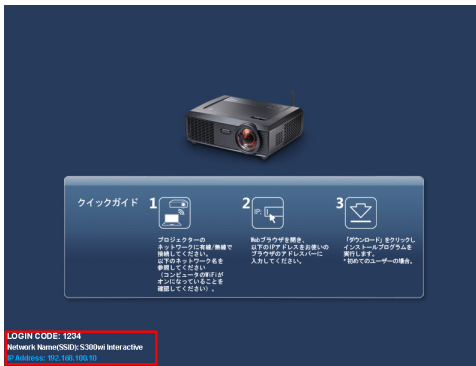 クイックガイド
1
2
3
IP:
プロジェクターの
ネットワークに有線/無線で
接続してください。
以下のネットワーク名を
参照してください
(コンピュータのWiFiが
オンになっていることを
確認してください)。
Webブラウザを開き、
以下のIPアドレスをお使いの
ブラウザのアドレスバーに
入力してください。
「ダウンロード」をクリックし
インストールプログラムを
実行します。
*初めてのユーザーの場合。
LOGIN CODE: 1234
Network Name(SSID): S300wi Interactive
IP Address: 192.168.100.10